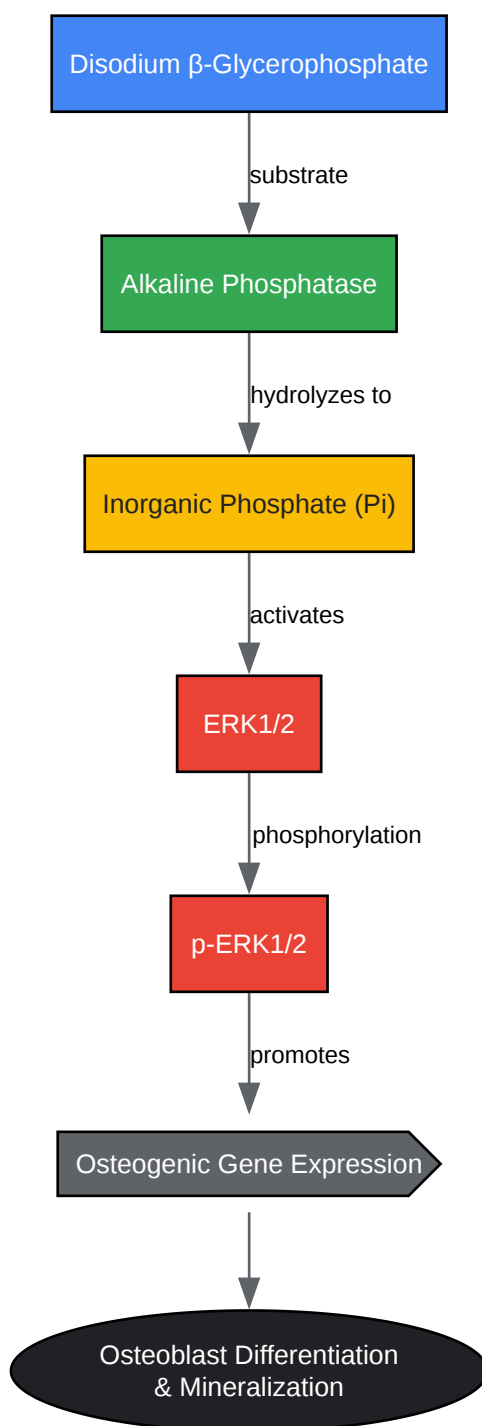 Disodium β-Glycerophosphate
substrate
Alkaline Phosphatase
hydrolyzes to
Inorganic Phosphate (Pi)
activates
ERK1/2
phosphorylation
p-ERK1/2
promotes
Osteogenic Gene Expression
Osteoblast Differentiation
& Mineralization